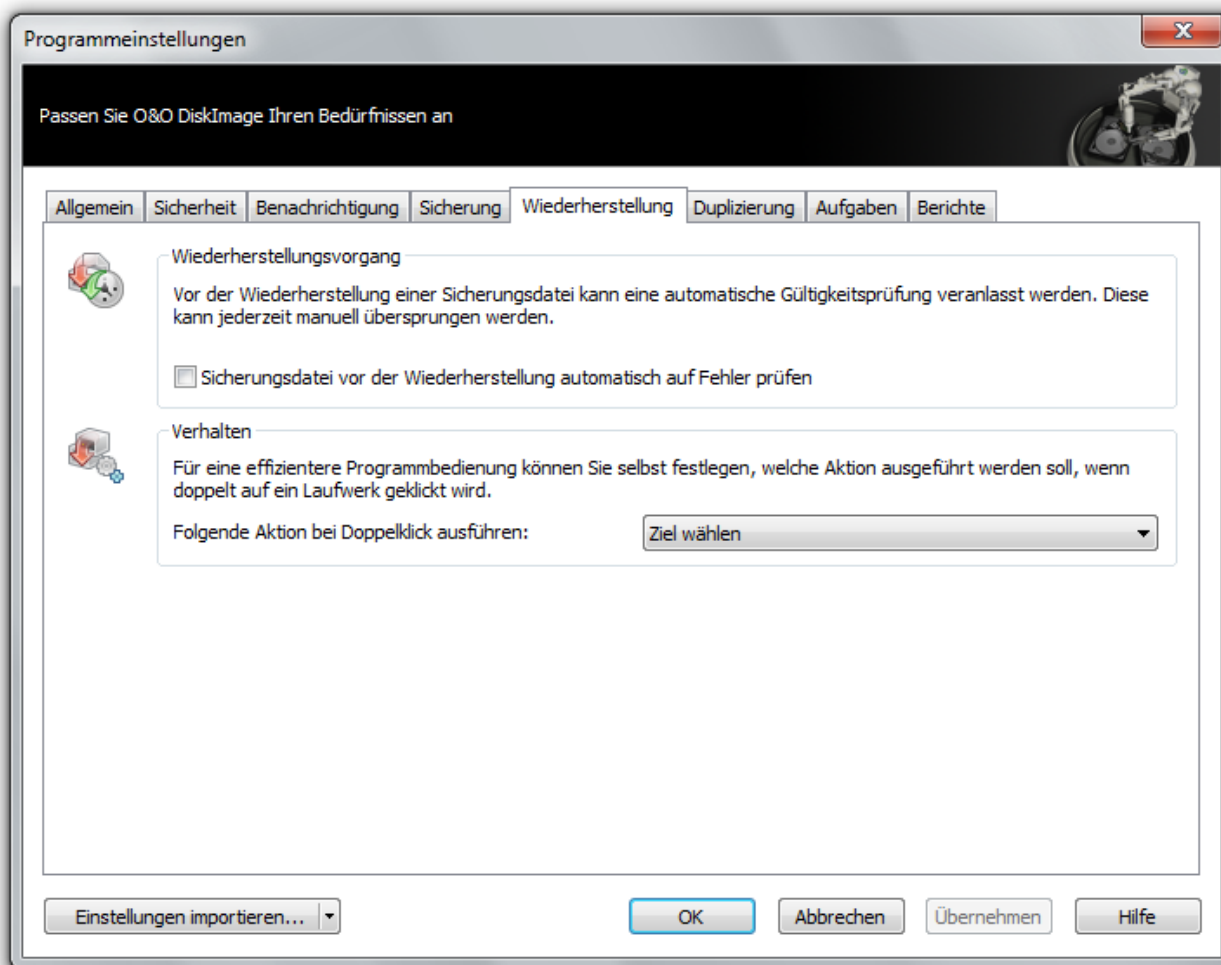 Programmeinstellungen
Passen Sie O&O DiskImage Ihren Bedürfnissen an
Allgemein Sicherheit Benachrichtigung Sicherung Wiederherstellung Duplizierung Aufgaben Berichte
Wiederherstellungsvorgang
Vor der Wiederherstellung einer Sicherungsdatei kann eine automatische Gültigkeitsprüfung veranlasst werden. Diese
kann jederzeit manuell übersprungen werden.
Sicherungsdatei vor der Wiederherstellung automatisch auf Fehler prüfen
Verhalten
Für eine effizientere Programmbedienung können Sie selbst festlegen, welche Aktion ausgeführt werden soll, wenn
doppelt auf ein Laufwerk geklickt wird.
Folgende Aktion bei Doppelklick ausführen: Ziel wählen
Einstellungen importieren... OK Abbrechen Übernehmen Hilfe